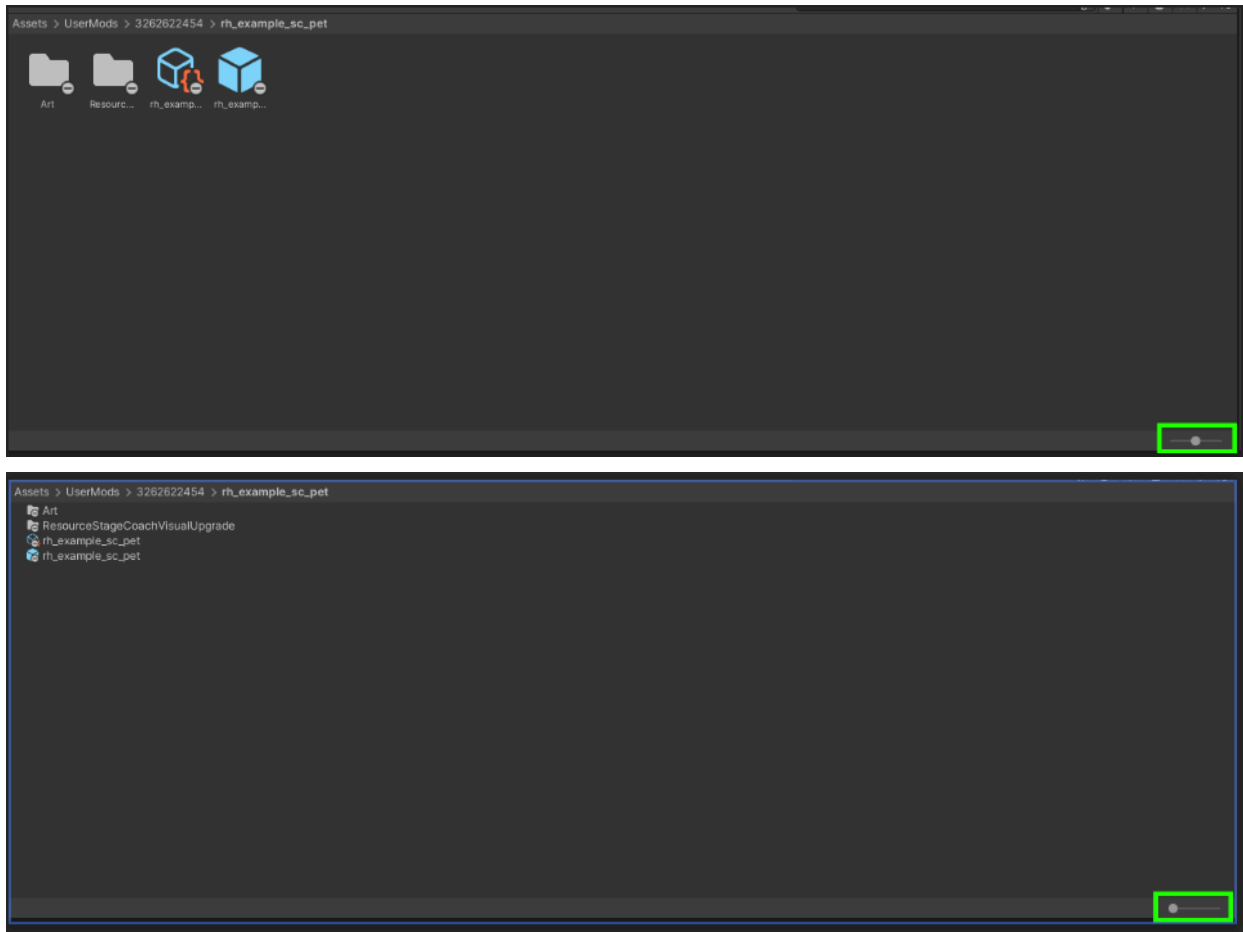 Assets > UserMods > 3262622454 > rh_example_sc_pet
Art Resourc... rh_examp... rh_examp...
Assets > UserMods > 3262622454 > rh_example_sc_pet
Art
ResourceStageCoachVisualUpgrade
rh_example_sc_pet
rh_example_sc_pet